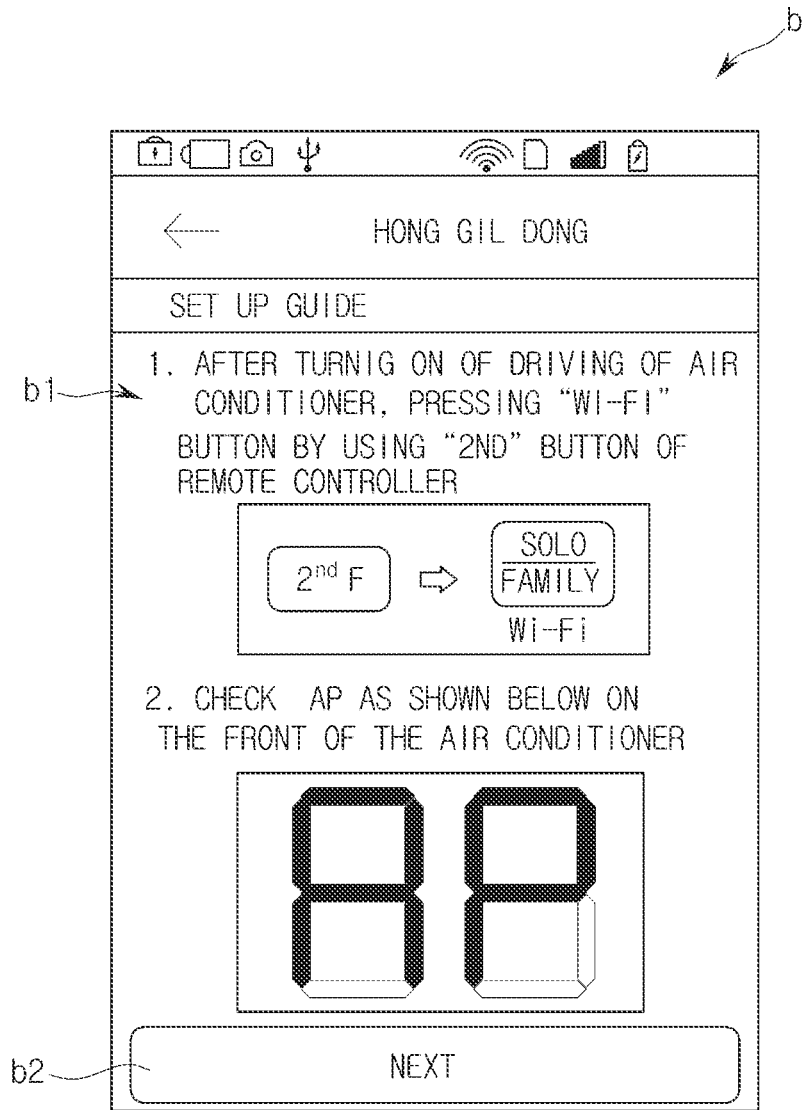 b
HONG GIL DONG
SET UP GUIDE
b1
1. AFTER TURNIG ON OF DRIVING OF AIR
CONDITIONER, PRESSING “WI-FI”
BUTTON BY USING “2ND” BUTTON OF
REMOTE CONTROLLER
2nd F ⇨ SOLO
FAMILY
Wi-Fi
2. CHECK AP AS SHOWN BELOW ON
THE FRONT OF THE AIR CONDITIONER
AP
b2
NEXT